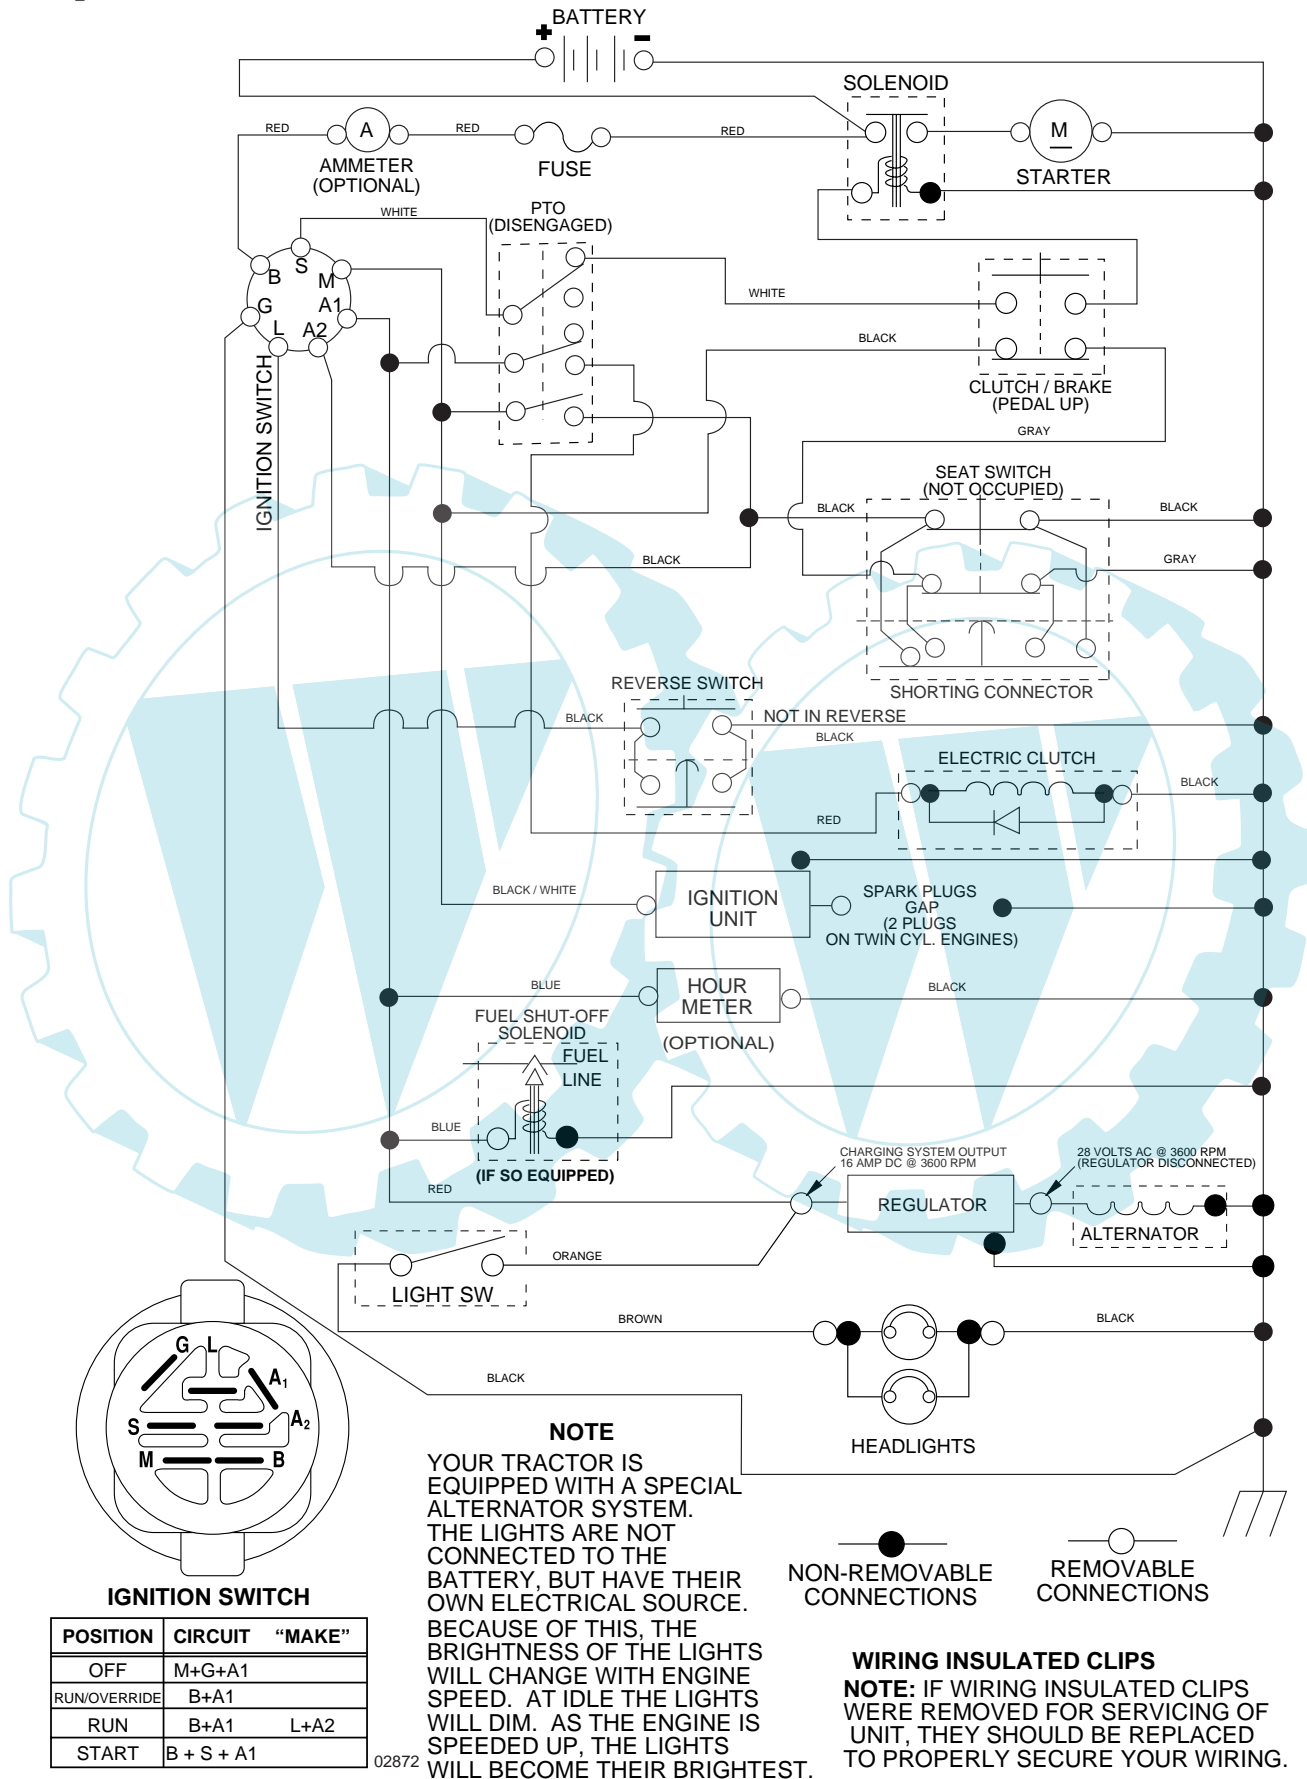 BATTERY
+
-
SOLENOID
RED
A
RED
RED
M
AMMETER
(OPTIONAL)
FUSE
STARTER
WHITE
PTO
(DISENGAGED)
B
S
M
A1
G
L
A2
IGNITION SWITCH
WHITE
BLACK
CLUTCH / BRAKE
(PEDAL UP)
GRAY
SEAT SWITCH
(NOT OCCUPIED)
BLACK
BLACK
BLACK
GRAY
SHORTING CONNECTOR
REVERSE SWITCH
BLACK
NOT IN REVERSE
BLACK
ELECTRIC CLUTCH
BLACK
RED
BLACK / WHITE
IGNITION
UNIT
SPARK PLUGS
GAP
(2 PLUGS
ON TWIN CYL. ENGINES)
BLUE
HOUR
METER
BLACK
(OPTIONAL)
FUEL SHUT-OFF
SOLENOID
FUEL
LINE
BLUE
(IF SO EQUIPPED)
CHARGING SYSTEM OUTPUT
16 AMP DC @ 3600 RPM
28 VOLTS AC @ 3600 RPM
(REGULATOR DISCONNECTED)
RED
REGULATOR
ALTERNATOR
ORANGE
LIGHT SW
BROWN
BLACK
BLACK
HEADLIGHTS
G L
A1
S
A2
M
B
IGNITION SWITCH
POSITION CIRCUIT “MAKE”
OFF M+G+A1
RUN/OVERRIDE B+A1
RUN B+A1 L+A2
START B + S + A1
02872
NOTE
YOUR TRACTOR IS
EQUIPPED WITH A SPECIAL
ALTERNATOR SYSTEM.
THE LIGHTS ARE NOT
CONNECTED TO THE
BATTERY, BUT HAVE THEIR
OWN ELECTRICAL SOURCE.
BECAUSE OF THIS, THE
BRIGHTNESS OF THE LIGHTS
WILL CHANGE WITH ENGINE
SPEED. AT IDLE THE LIGHTS
WILL DIM. AS THE ENGINE IS
SPEEDED UP, THE LIGHTS
WILL BECOME THEIR BRIGHTEST.
NON-REMOVABLE
CONNECTIONS
REMOVABLE
CONNECTIONS
WIRING INSULATED CLIPS
NOTE: IF WIRING INSULATED CLIPS
WERE REMOVED FOR SERVICING OF
UNIT, THEY SHOULD BE REPLACED
TO PROPERLY SECURE YOUR WIRING.